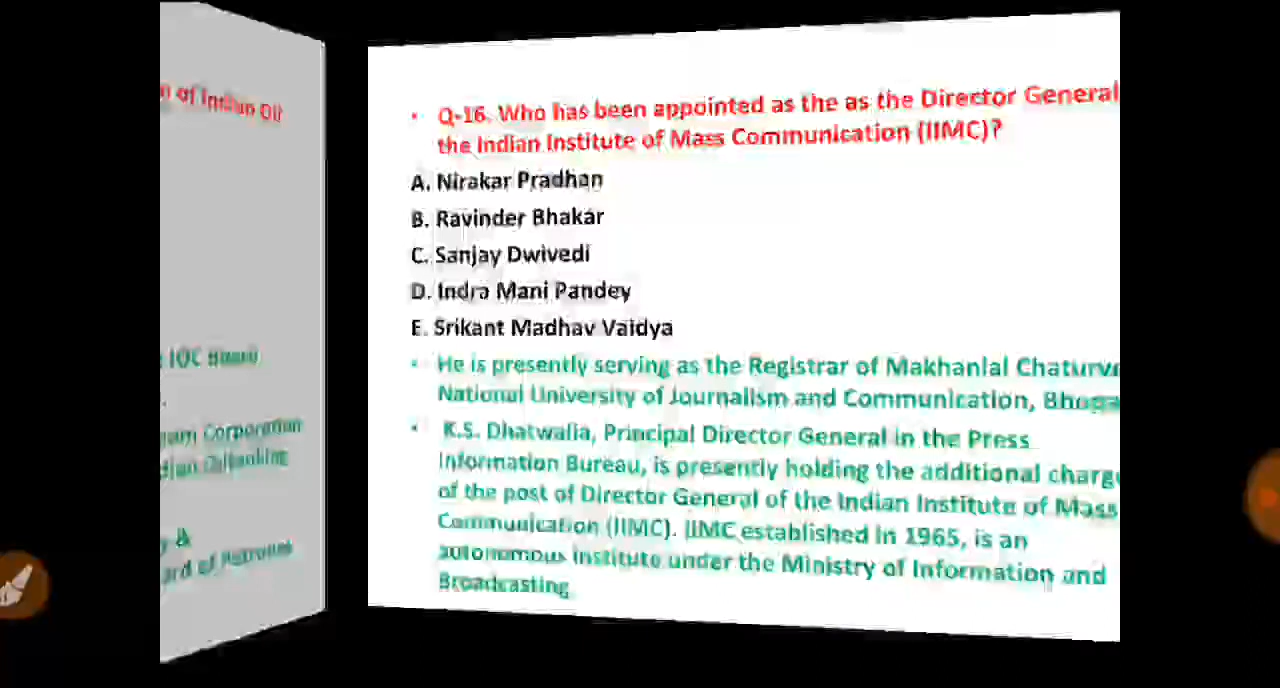 of Indian Oil
IOC Board
Corporation
&
of Petronet
• Q-16. Who has been appointed as the as the Director General
the Indian Institute of Mass Communication (IIMC)?
A. Nirakar Pradhan
B. Ravinder Bhakar
C. Sanjay Dwivedi
D. Indra Mani Pandey
E. Srikant Madhav Vaidya
• He is presently serving as the Registrar of Makhanlal
National University of Journalism and Communication,
• K.S. Dhatwalia, Principal Director General in the Press
Information Bureau, is presently holding the additional
of the post of Director General of the Indian Institute of Mass
Communication (IIMC). IIMC established in 1965, is an
autonomous institute under the Ministry of Information and
Broadcasting